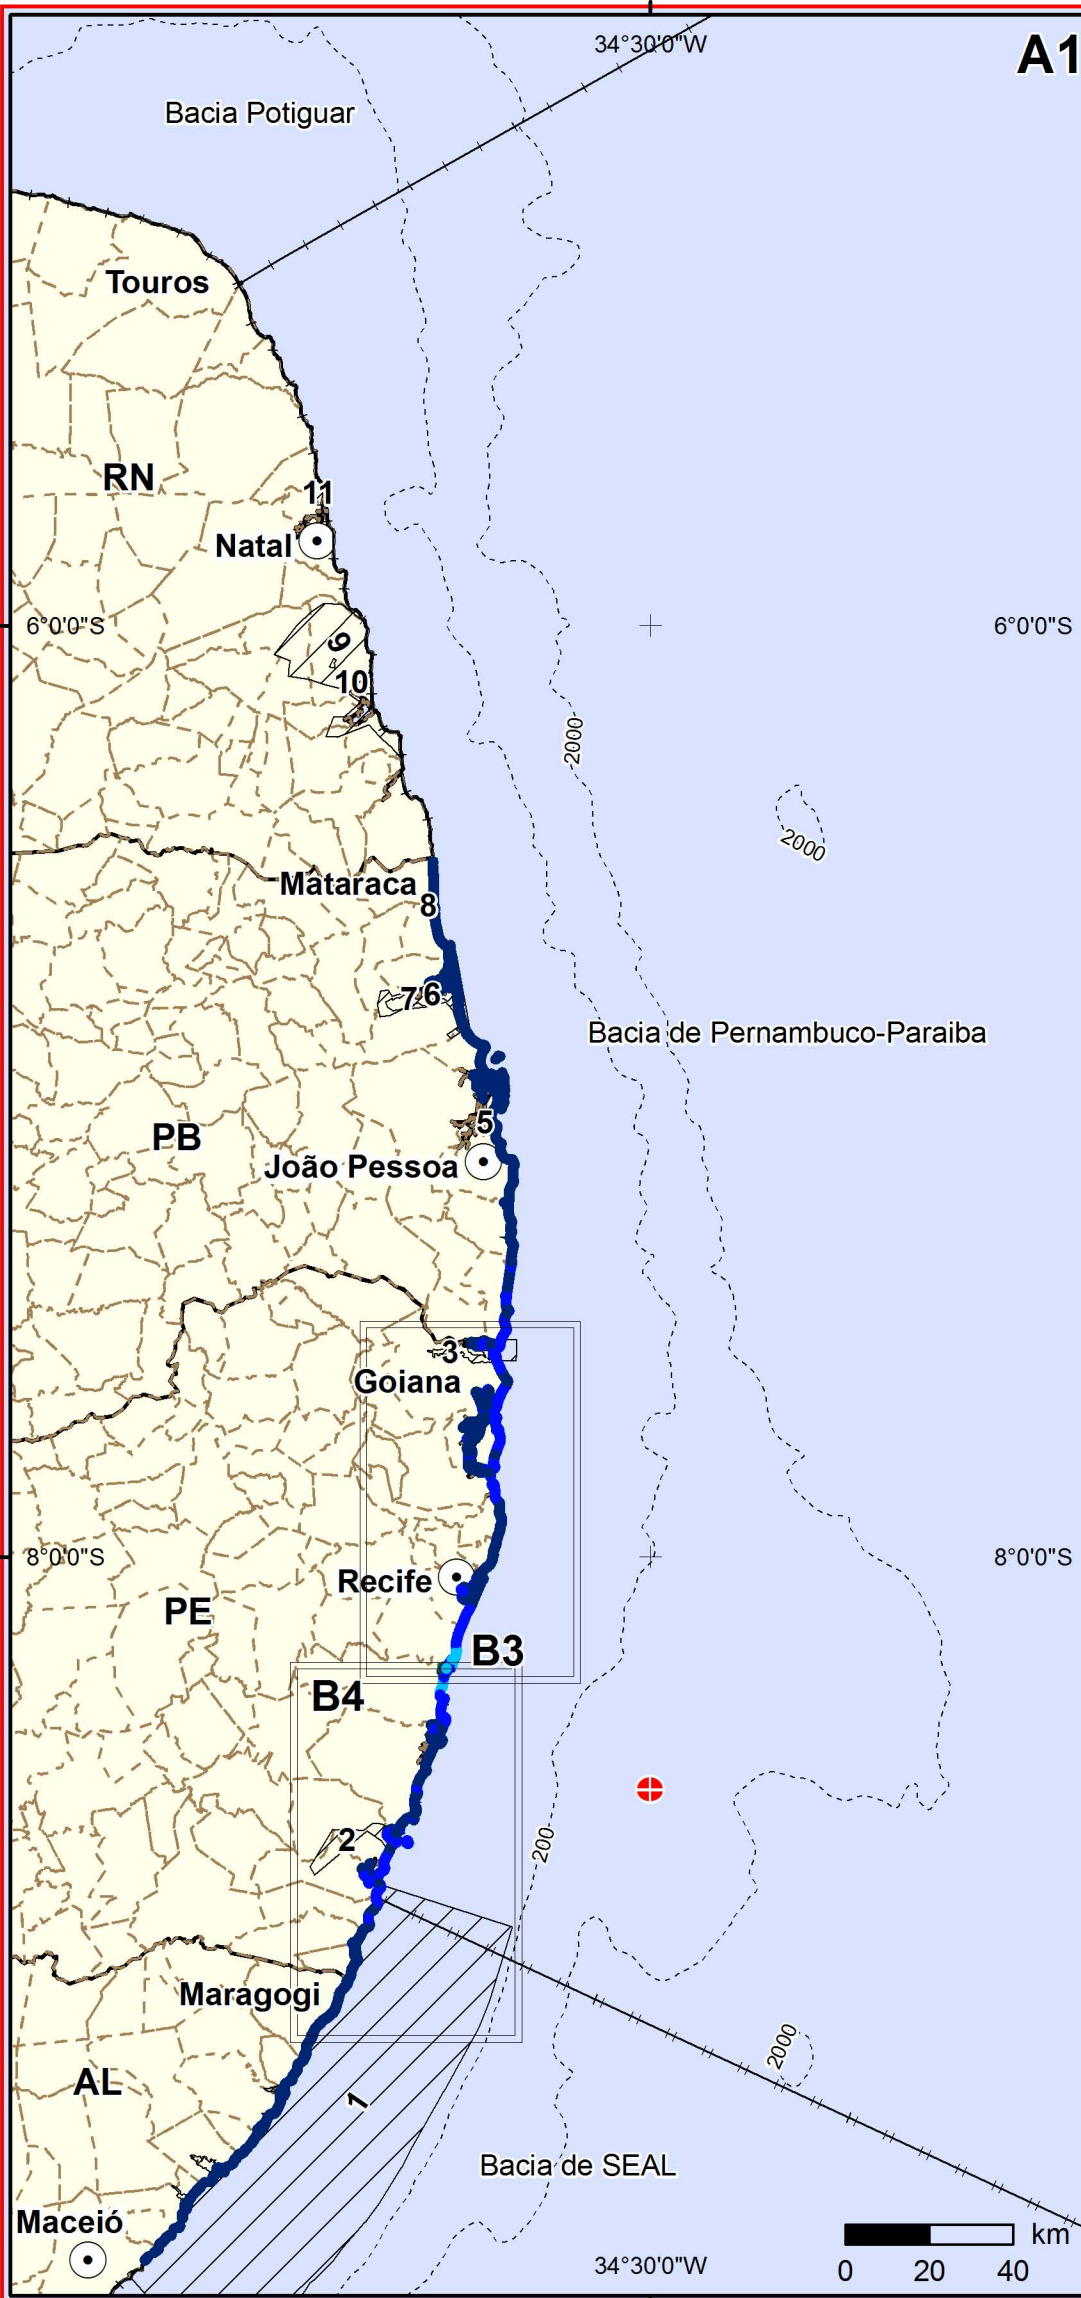 34°30'0"W
A1
Bacia Potiguar
Touros
RN
11
Natal
6°0'0"S
6°0'0"S
9
10
2000
2000
Mataraca
8
7
6
Bacia de Pernambuco-Paraiba
5
PB
João Pessoa
3
Goiana
8°0'0"S
8°0'0"S
Recife
PE
B3
B4
2
200
Maragogi
2000
AL
1
Bacia de SEAL
Maceió
km
34°30'0"W
0 20 40